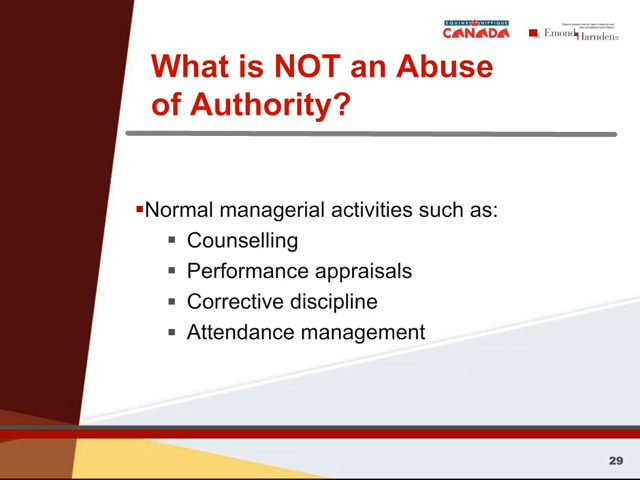 EQUINE HIPPIQUE
CANADA
Emond Harnden
What is NOT an Abuse
of Authority?
▪Normal managerial activities such as:
▪ Counselling
▪ Performance appraisals
▪ Corrective discipline
▪ Attendance management
29